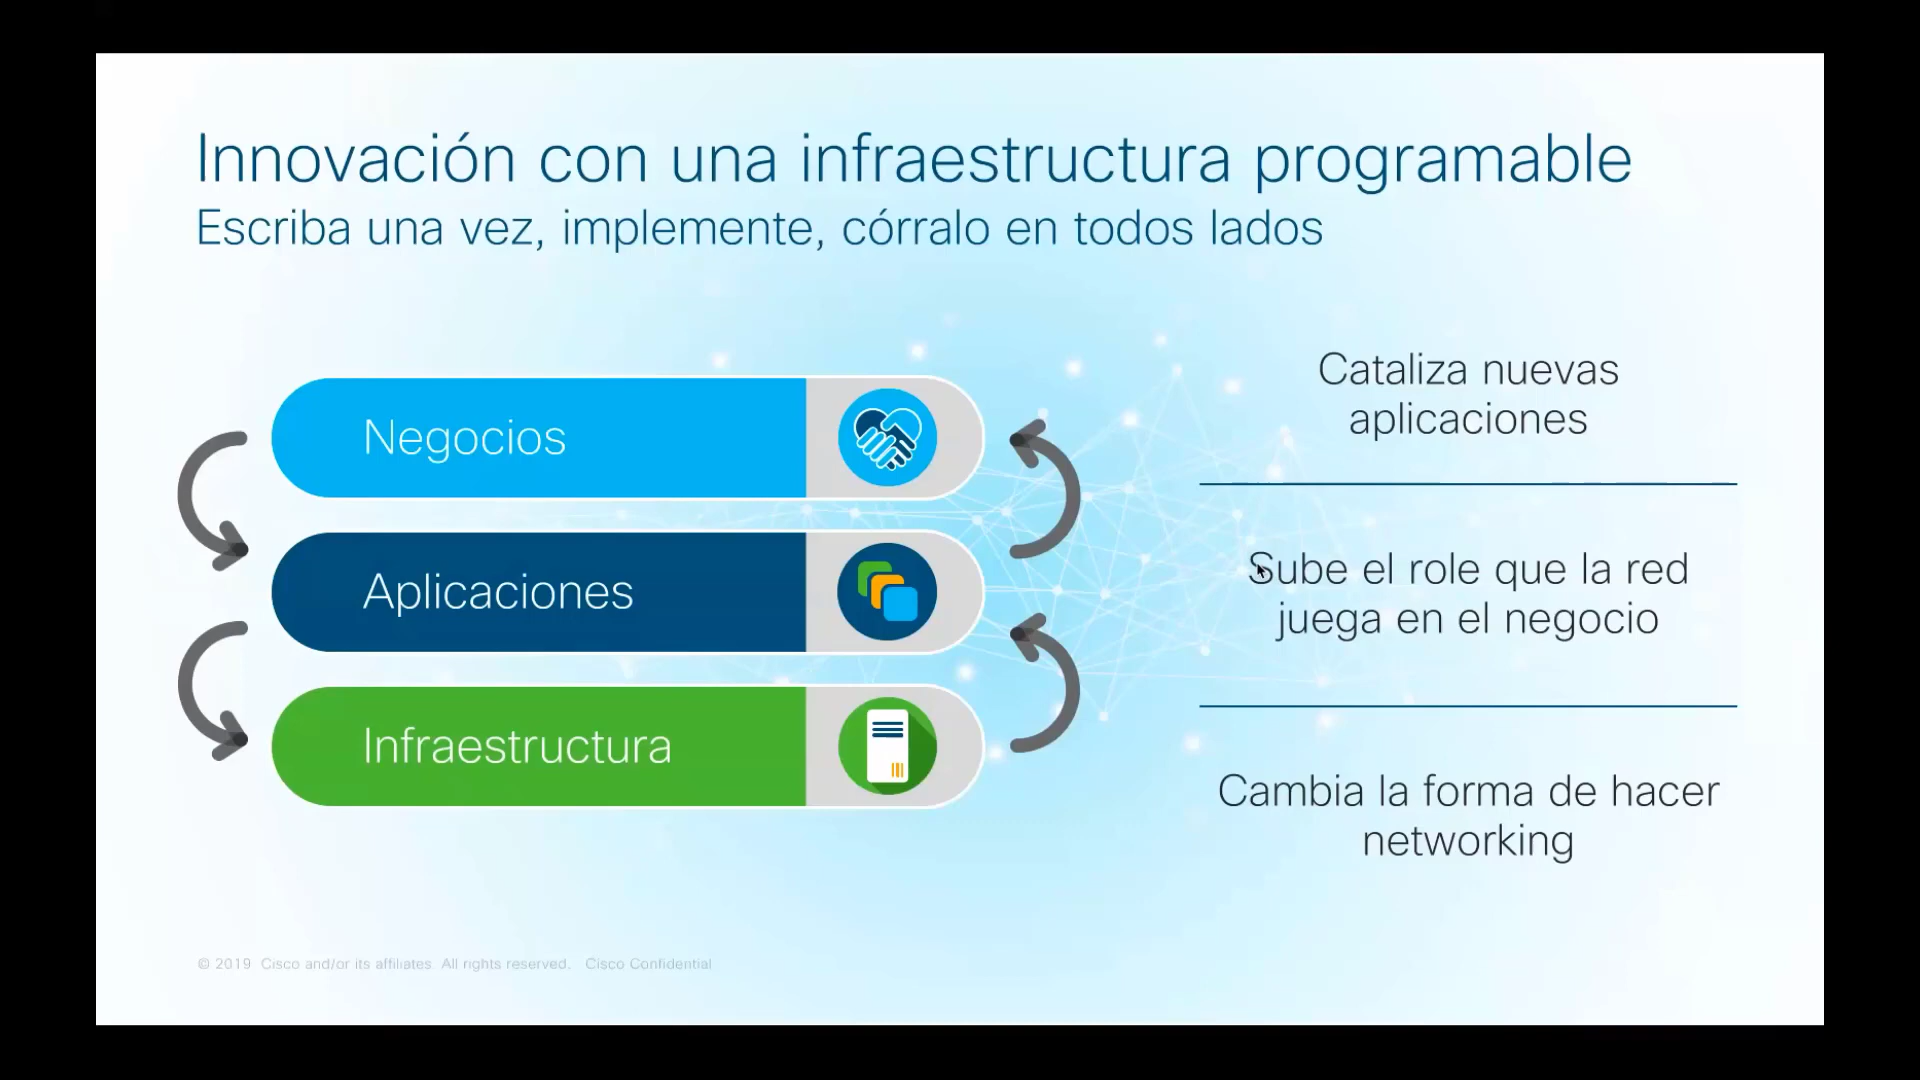 Innovación con una infraestructura programable
Escriba una vez, implemente, córralo en todos lados
Negocios
Aplicaciones
Infraestructura
Cataliza nuevas
aplicaciones
Sube el role que la red
juega en el negocio
Cambia la forma de hacer
networking
© 2019 Cisco and/or its affiliates. All rights reserved. Cisco Confidential